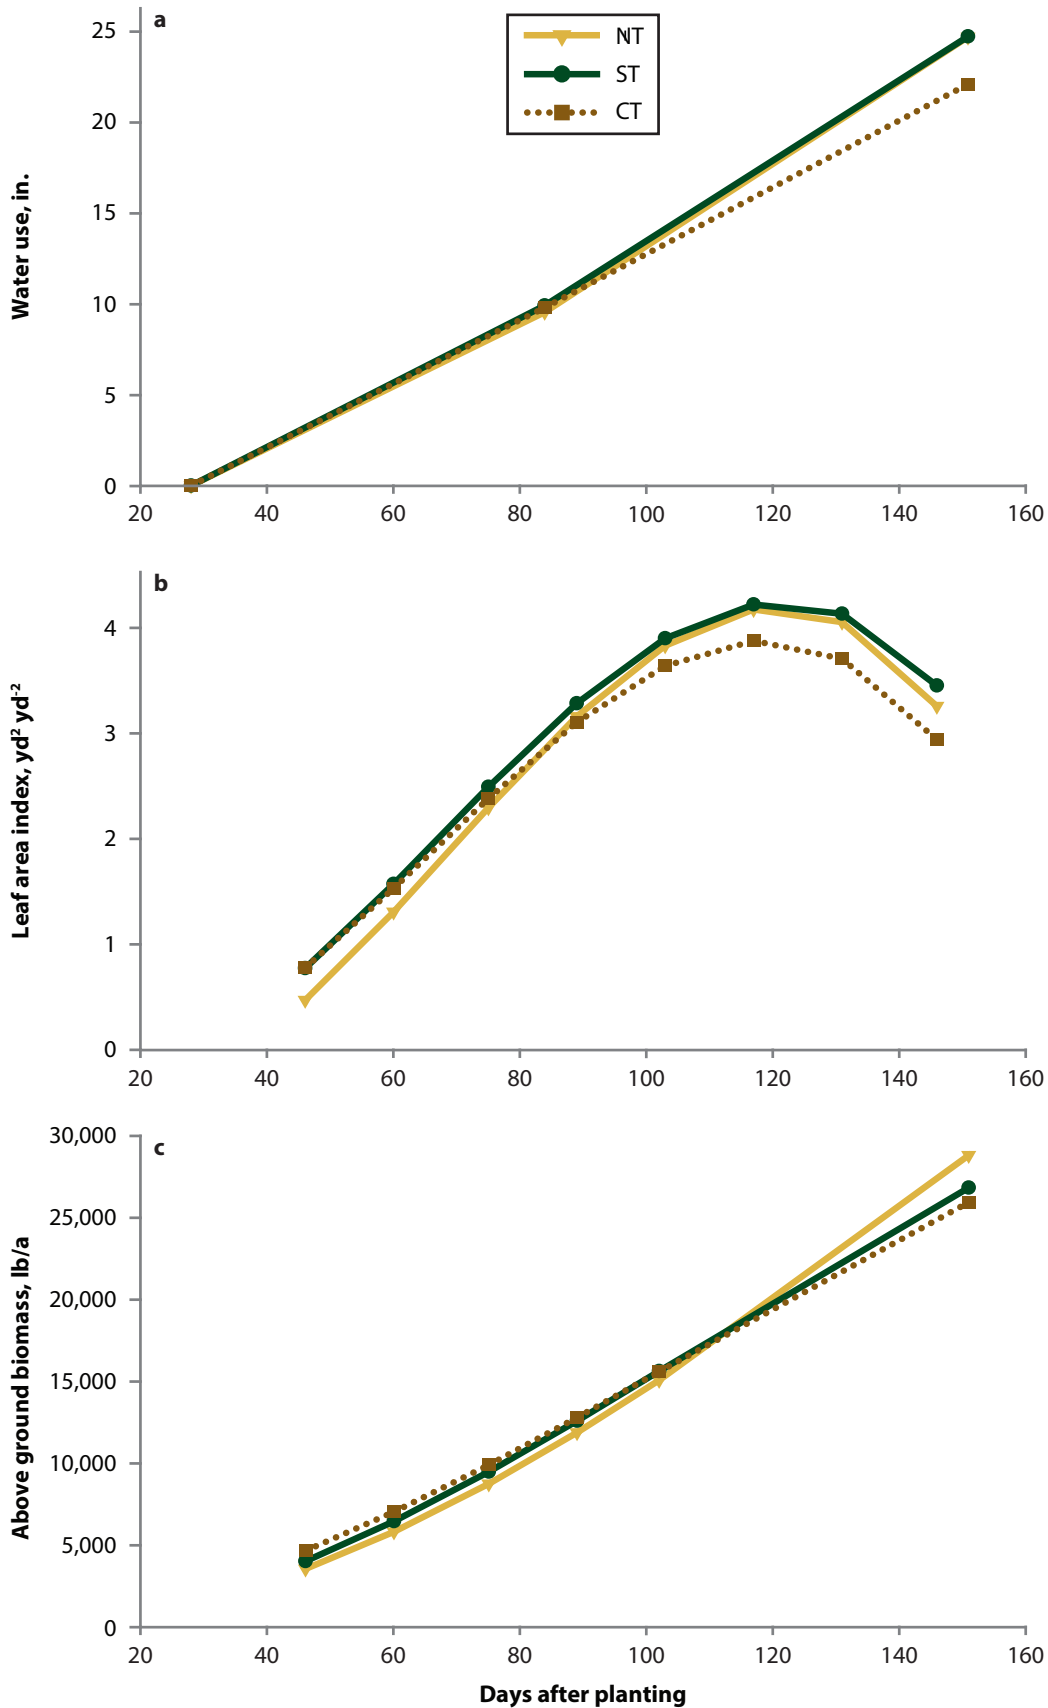 a
NT
ST
CT
25
20
15
10
5
0
Water use, in.
20 40 60 80 100 120 140 160
b
4
3
2
1
0
Leaf area index, yd² yd⁻²
20 40 60 80 100 120 140 160
c
30,000
25,000
20,000
15,000
10,000
5,000
0
Above ground biomass, lb/a
20 40 60 80 100 120 140 160
Days after planting